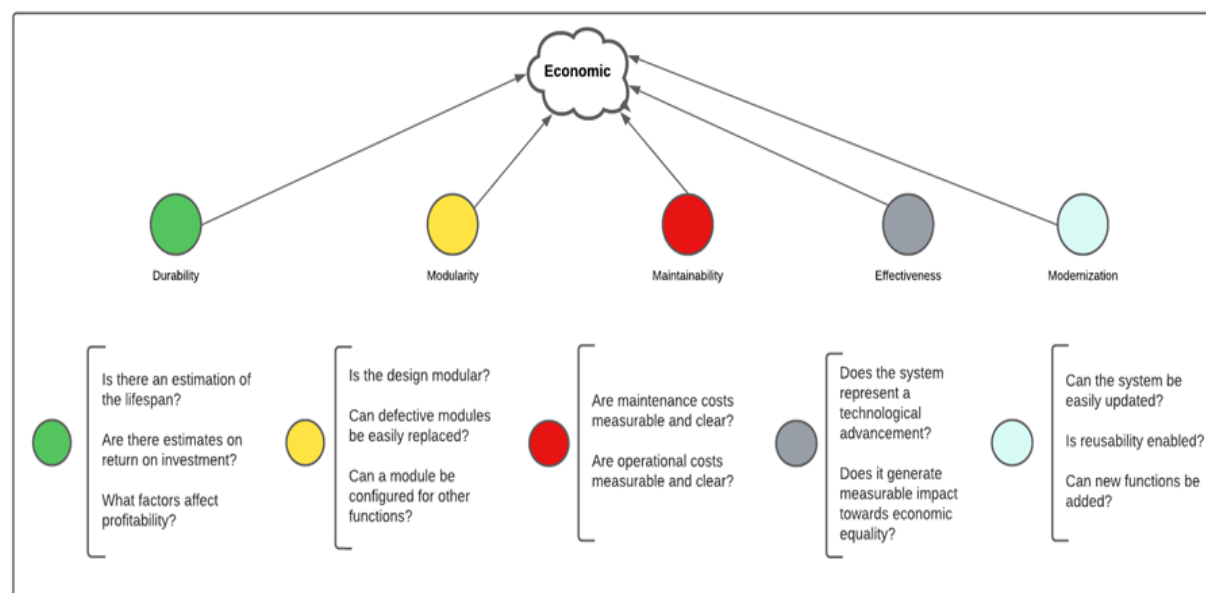 Economic
Durability
Modularity
Maintainability
Effectiveness
Modernization
Is there an estimation of
the lifespan?
Are there estimates on
return on investment?
What factors affect
profitability?
Is the design modular?
Can defective modules
be easily replaced?
Can a module be
configured for other
functions?
Are maintenance costs
measurable and clear?
Are operational costs
measurable and clear?
Does the system
represent a
technological
advancement?
Does it generate
measurable impact
towards economic
equality?
Can the system be
easily updated?
Is reusability enabled?
Can new functions be
added?